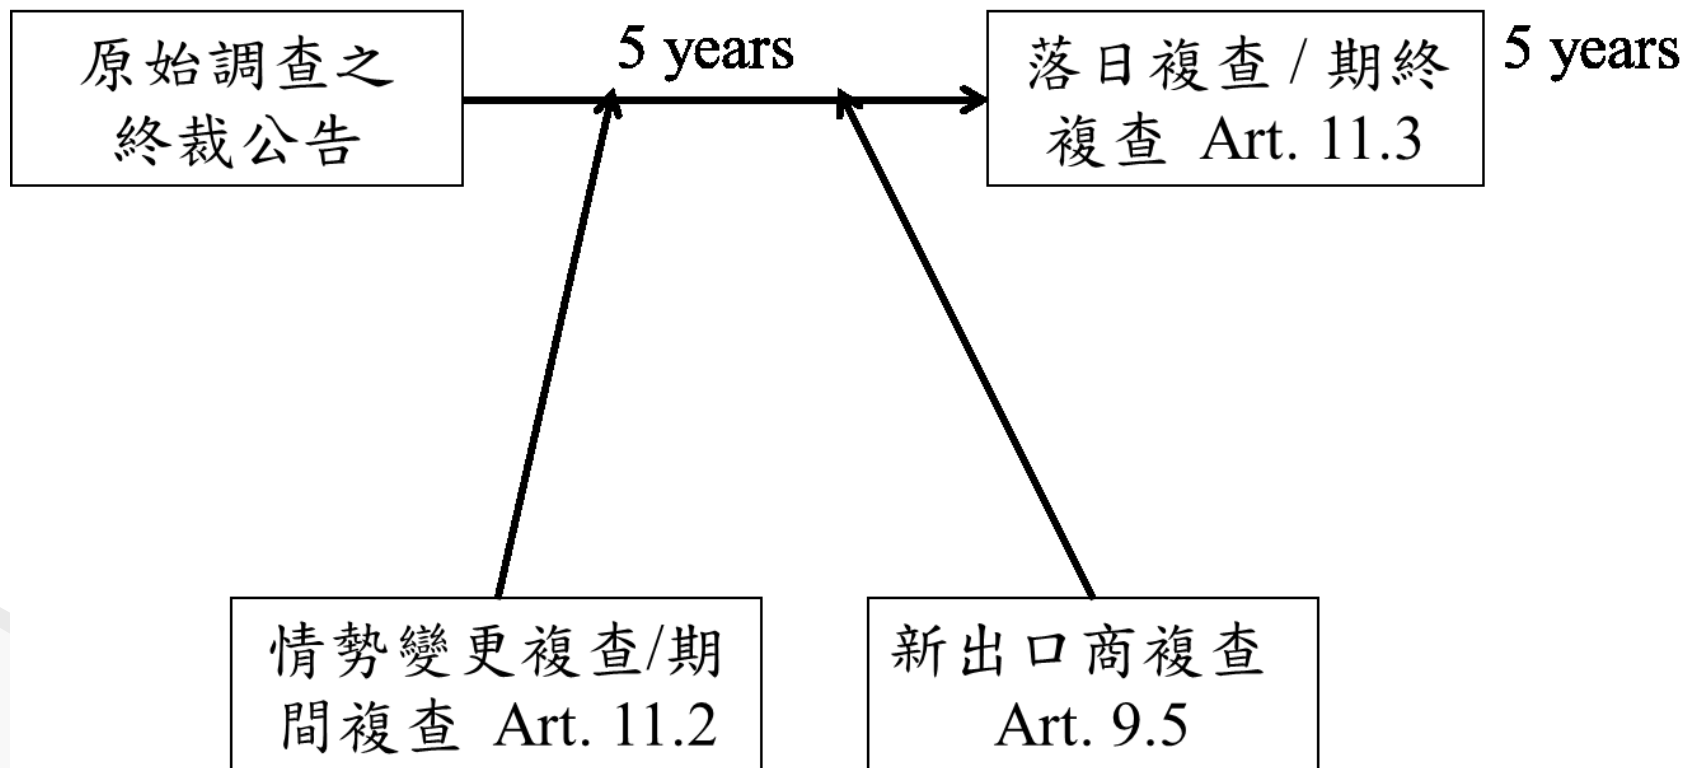 原始調查之
終裁公告
5 years
落日複查 / 期終
複查 Art. 11.3
5 years
情勢變更複查/期
間複查 Art. 11.2
新出口商複查
Art. 9.5